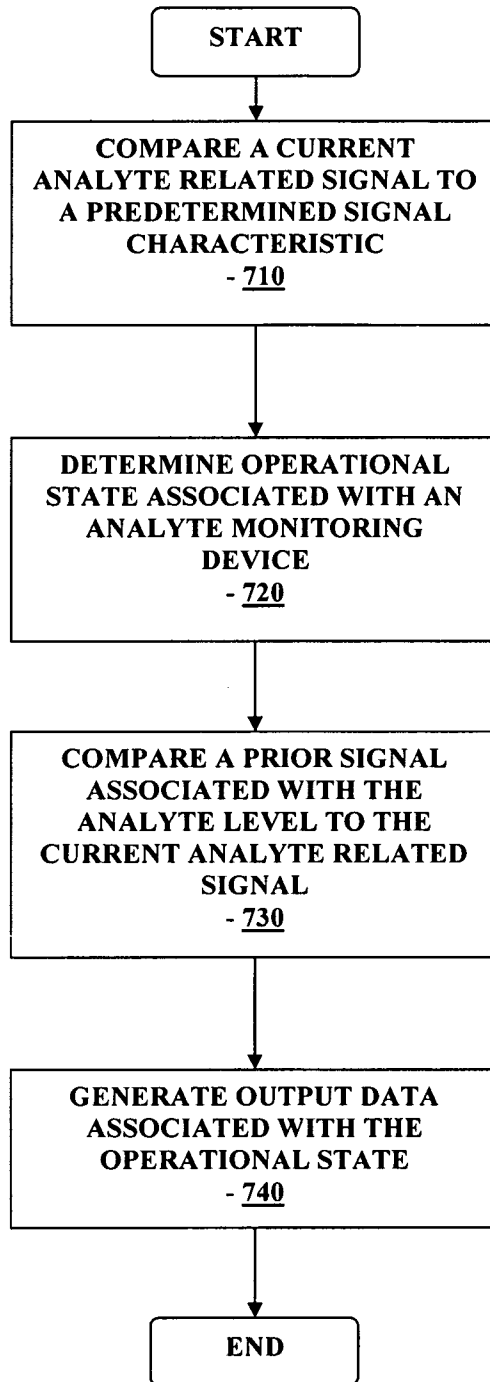 START
COMPARE A CURRENT
ANALYTE RELATED SIGNAL TO
A PREDETERMINED SIGNAL
CHARACTERISTIC
- 710
DETERMINE OPERATIONAL
STATE ASSOCIATED WITH AN
ANALYTE MONITORING
DEVICE
- 720
COMPARE A PRIOR SIGNAL
ASSOCIATED WITH THE
ANALYTE LEVEL TO THE
CURRENT ANALYTE RELATED
SIGNAL
- 730
GENERATE OUTPUT DATA
ASSOCIATED WITH THE
OPERATIONAL STATE
- 740
END